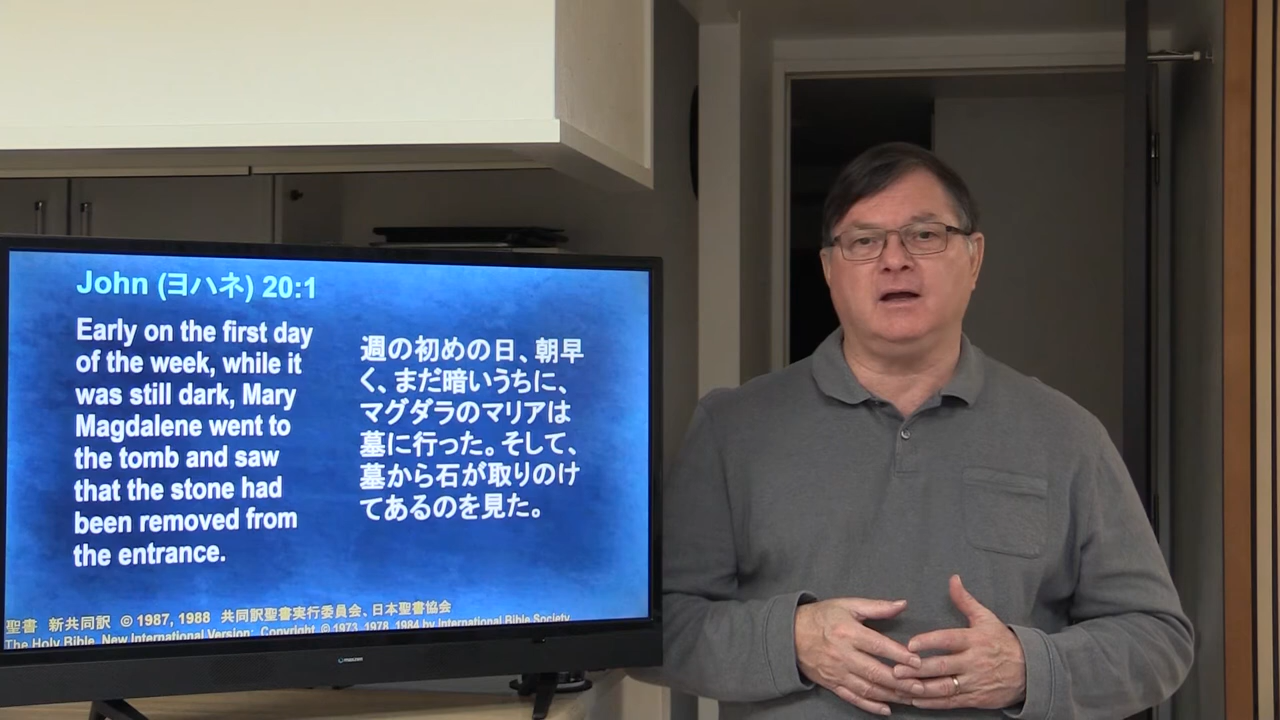 John (ヨハネ) 20:1
Early on the first day
of the week, while it
was still dark, Mary
Magdalene went to
the tomb and saw
that the stone had
been removed from
the entrance.
週の初めの日、朝早
く、まだ暗いうちに、
マグダラのマリアは
墓に行った。そして、
墓から石が取りのけ
てあるのを見た。
聖書 新共同訳 © 1987, 1988 共同訳聖書実行委員会、日本聖書協会
The Holy Bible, New International Version; Copyright © 1973, 1978, 1984 by International Bible Society
maxzen